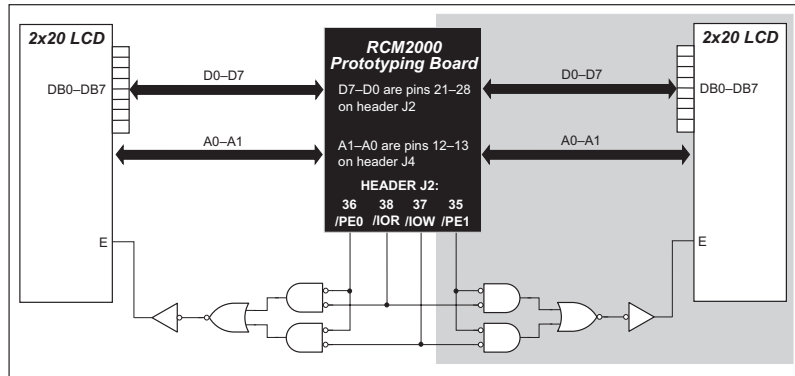 2x20 LCD
DB0–DB7
E
D0–D7
A0–A1
RCM2000
Prototyping Board
D7–D0 are pins 21–28
on header J2
A1–A0 are pins 12–13
on header J4
HEADER J2:
36 38 37 35
/PE0 /IOR /IOW /PE1
D0–D7
A0–A1
2x20 LCD
DB0–DB7
E